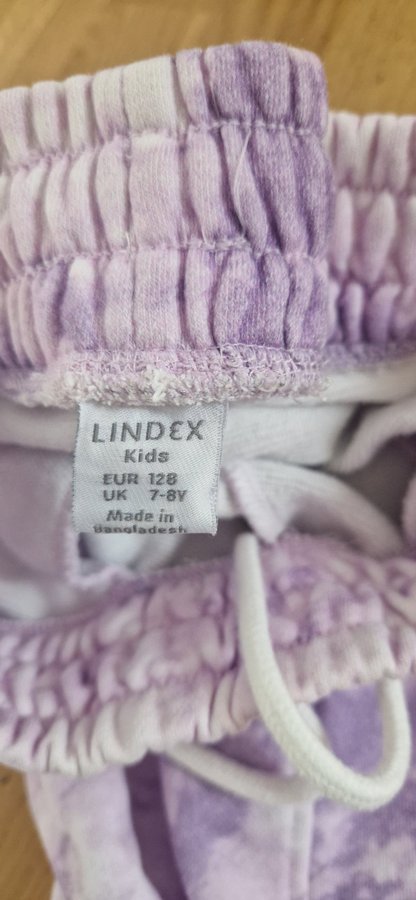 LINDEX
Kids
EUR 128
UK 7-8Y
Made in
Bangladesh